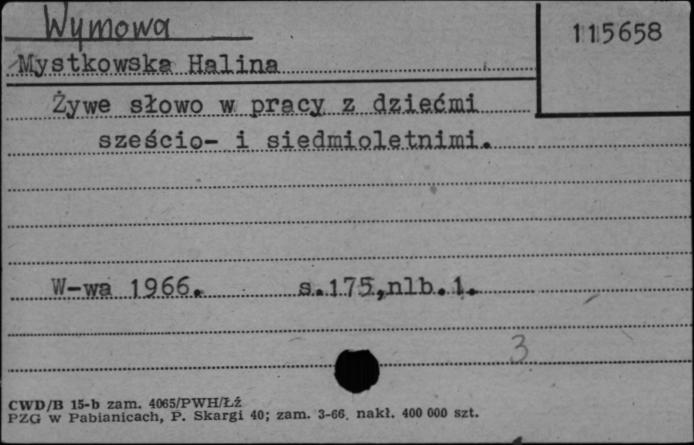 Wymowa
115658
Mystkowska Halina
Żywe słowo w pracy z dziećmi
sześcio- i siedmioletnimi.
W-wa 1966. s.175,nlb.1.
3
CWD/B 15-b zam. 4065/PWH/Łź
PZG w Pabianicach, P. Skargi 40; zam. 3-66. nakł. 400 000 szt.